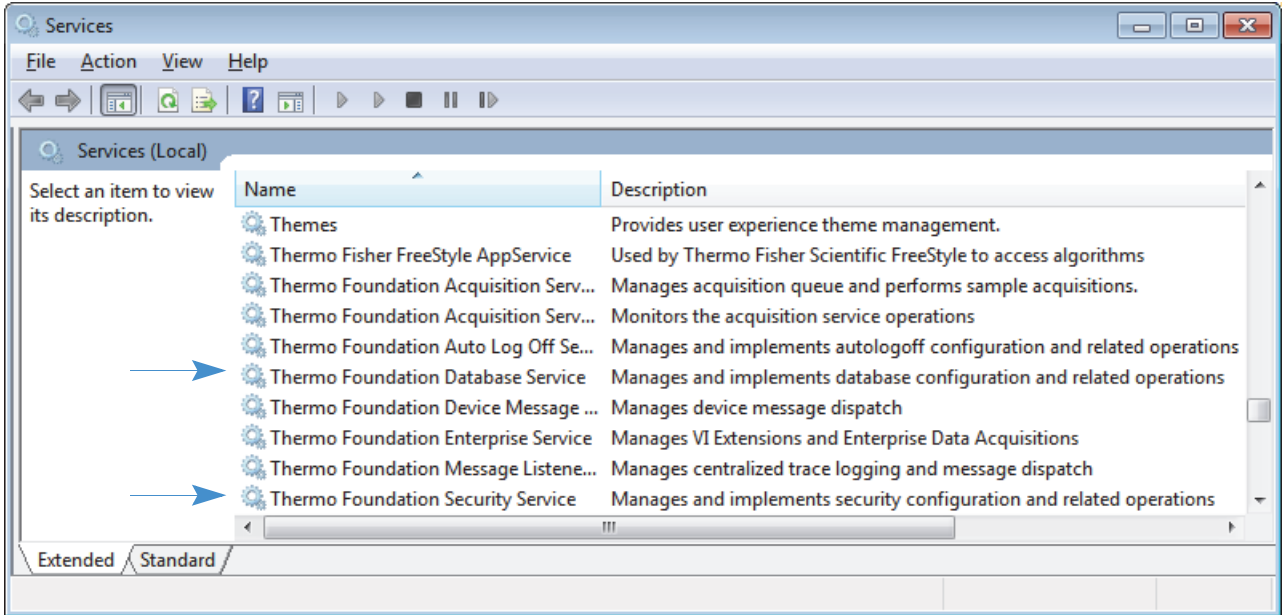 Services
File Action View Help
Services (Local)
Select an item to view
its description.
Name Description
Themes Provides user experience theme management.
Thermo Fisher FreeStyle AppService Used by Thermo Fisher Scientific FreeStyle to access algorithms
Thermo Foundation Acquisition Serv... Manages acquisition queue and performs sample acquisitions.
Thermo Foundation Acquisition Serv... Monitors the acquisition service operations
Thermo Foundation Auto Log Off Se... Manages and implements autologoff configuration and related operations
Thermo Foundation Database Service Manages and implements database configuration and related operations
Thermo Foundation Device Message ... Manages device message dispatch
Thermo Foundation Enterprise Service Manages VI Extensions and Enterprise Data Acquisitions
Thermo Foundation Message Listene... Manages centralized trace logging and message dispatch
Thermo Foundation Security Service Manages and implements security configuration and related operations
Extended Standard